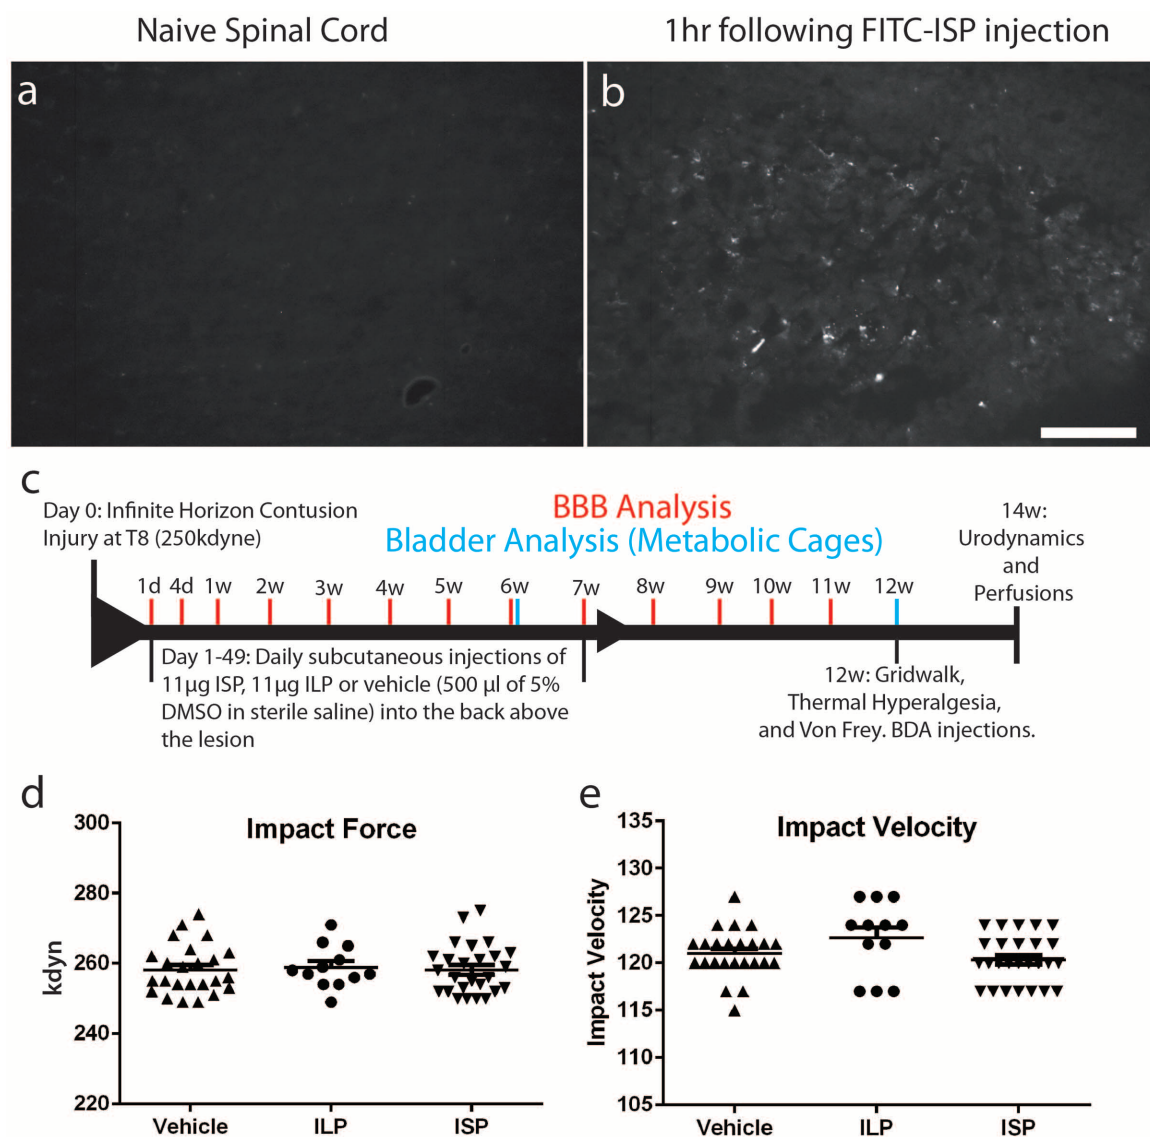 Naive Spinal Cord
1hr following FITC-ISP injection
a
b
c
Day 0: Infinite Horizon Contusion
Injury at T8 (250kdyne)
BBB Analysis
Bladder Analysis (Metabolic Cages)
14w:
Urodynamics
and
Perfusions
1d 4d 1w 2w 3w 4w 5w 6w 7w 8w 9w 10w 11w 12w
Day 1-49: Daily subcutaneous injections of
11µg ISP, 11µg ILP or vehicle (500 µl of 5%
DMSO in sterile saline) into the back above
the lesion
12w: Gridwalk,
Thermal Hyperalgesia,
and Von Frey. BDA injections.
d
Impact Force
kdyn
300
280
260
240
220
Vehicle ILP ISP
e
Impact Velocity
Impact Velocity
135
130
125
120
115
110
105
Vehicle ILP ISP